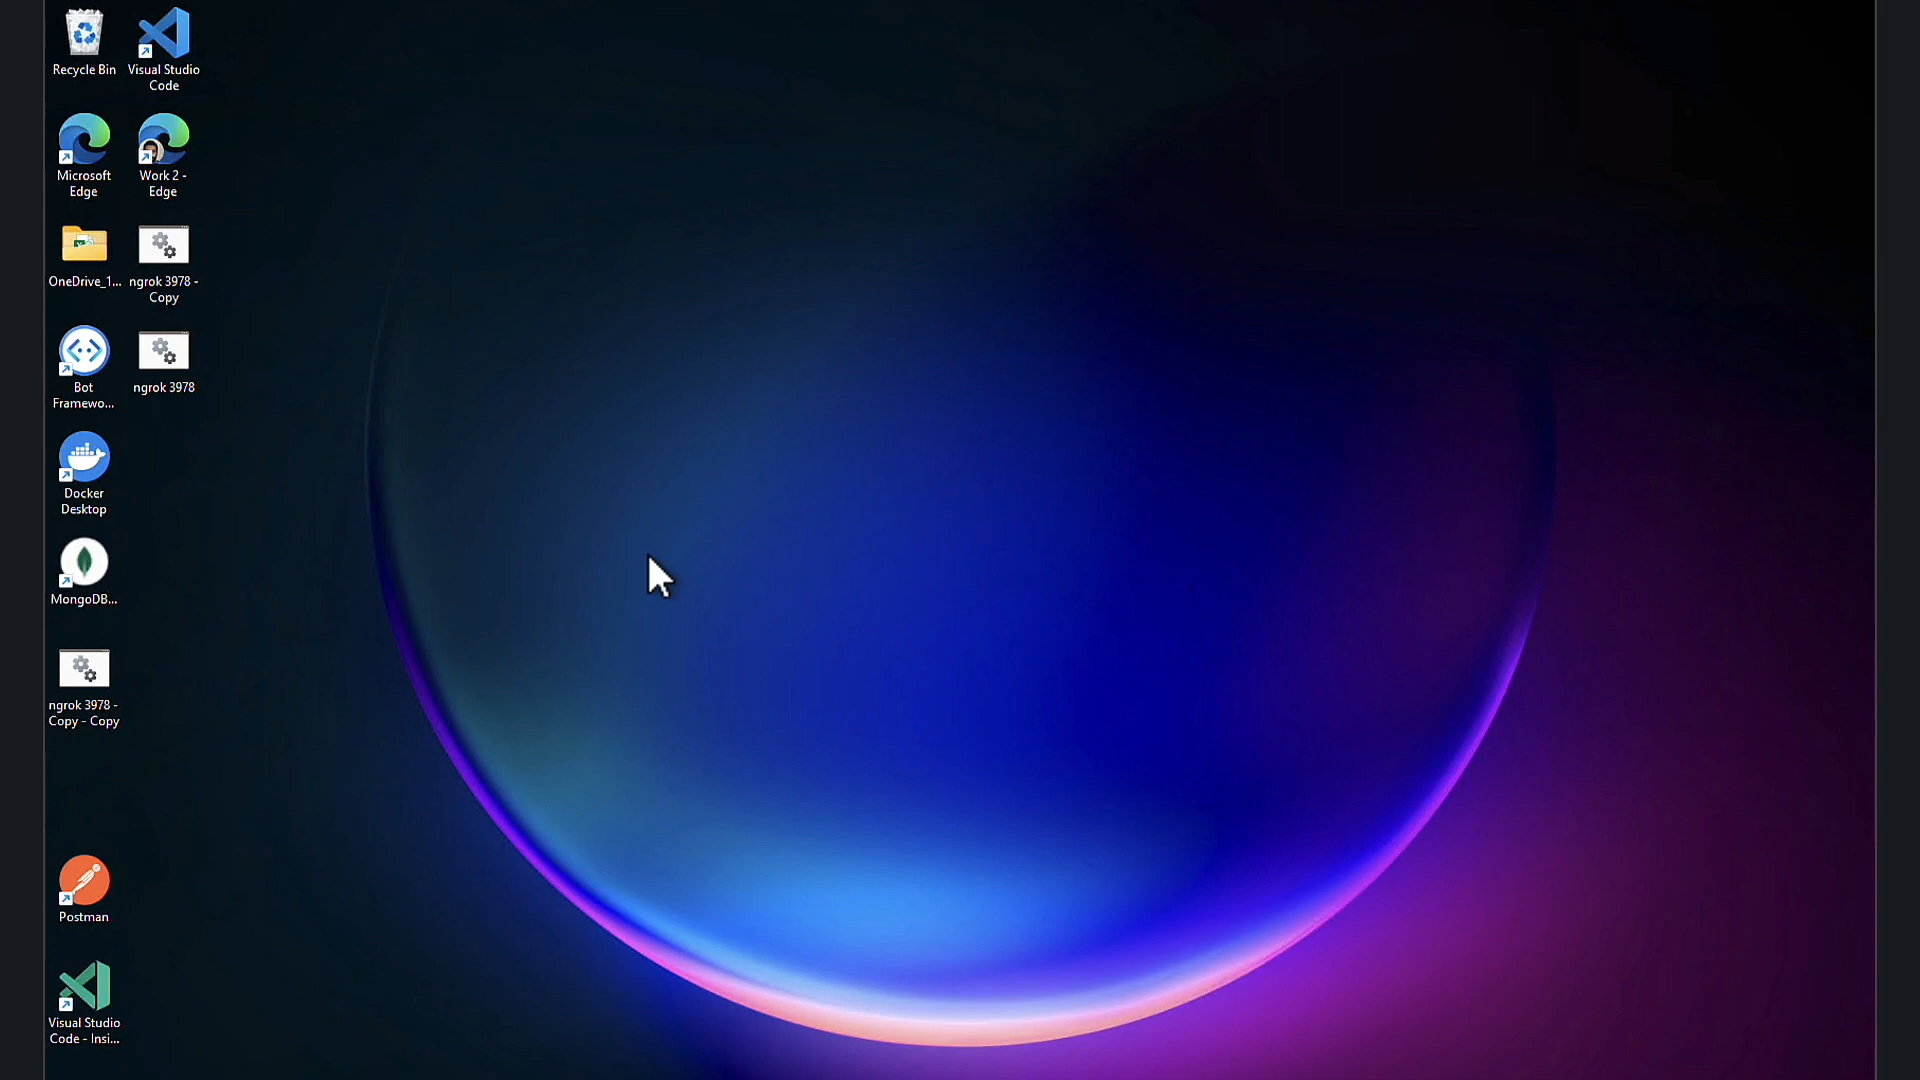 Recycle Bin
Visual Studio
Code
Microsoft
Edge
Work 2 -
Edge
OneDrive_1...
ngrok 3978 -
Copy
Bot
Framewo...
ngrok 3978
Docker
Desktop
MongoDB...
ngrok 3978 -
Copy - Copy
Postman
Visual Studio
Code - Insi...